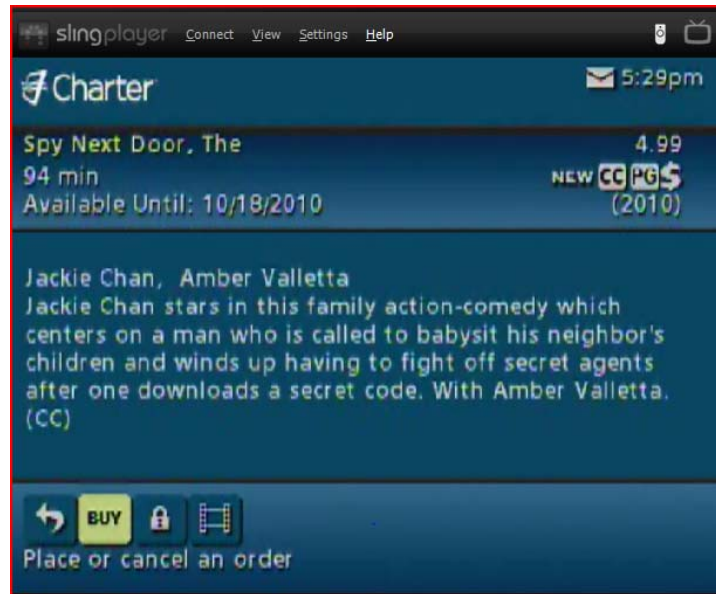 slingplayer Connect View Settings Help
Charter 5:29pm
Spy Next Door, The 4.99
94 min NEW CC PG $
Available Until: 10/18/2010 (2010)
Jackie Chan, Amber Valletta
Jackie Chan stars in this family action-comedy which
centers on a man who is called to babysit his neighbor's
children and winds up having to fight off secret agents
after one downloads a secret code. With Amber Valletta.
(CC)
BUY
Place or cancel an order